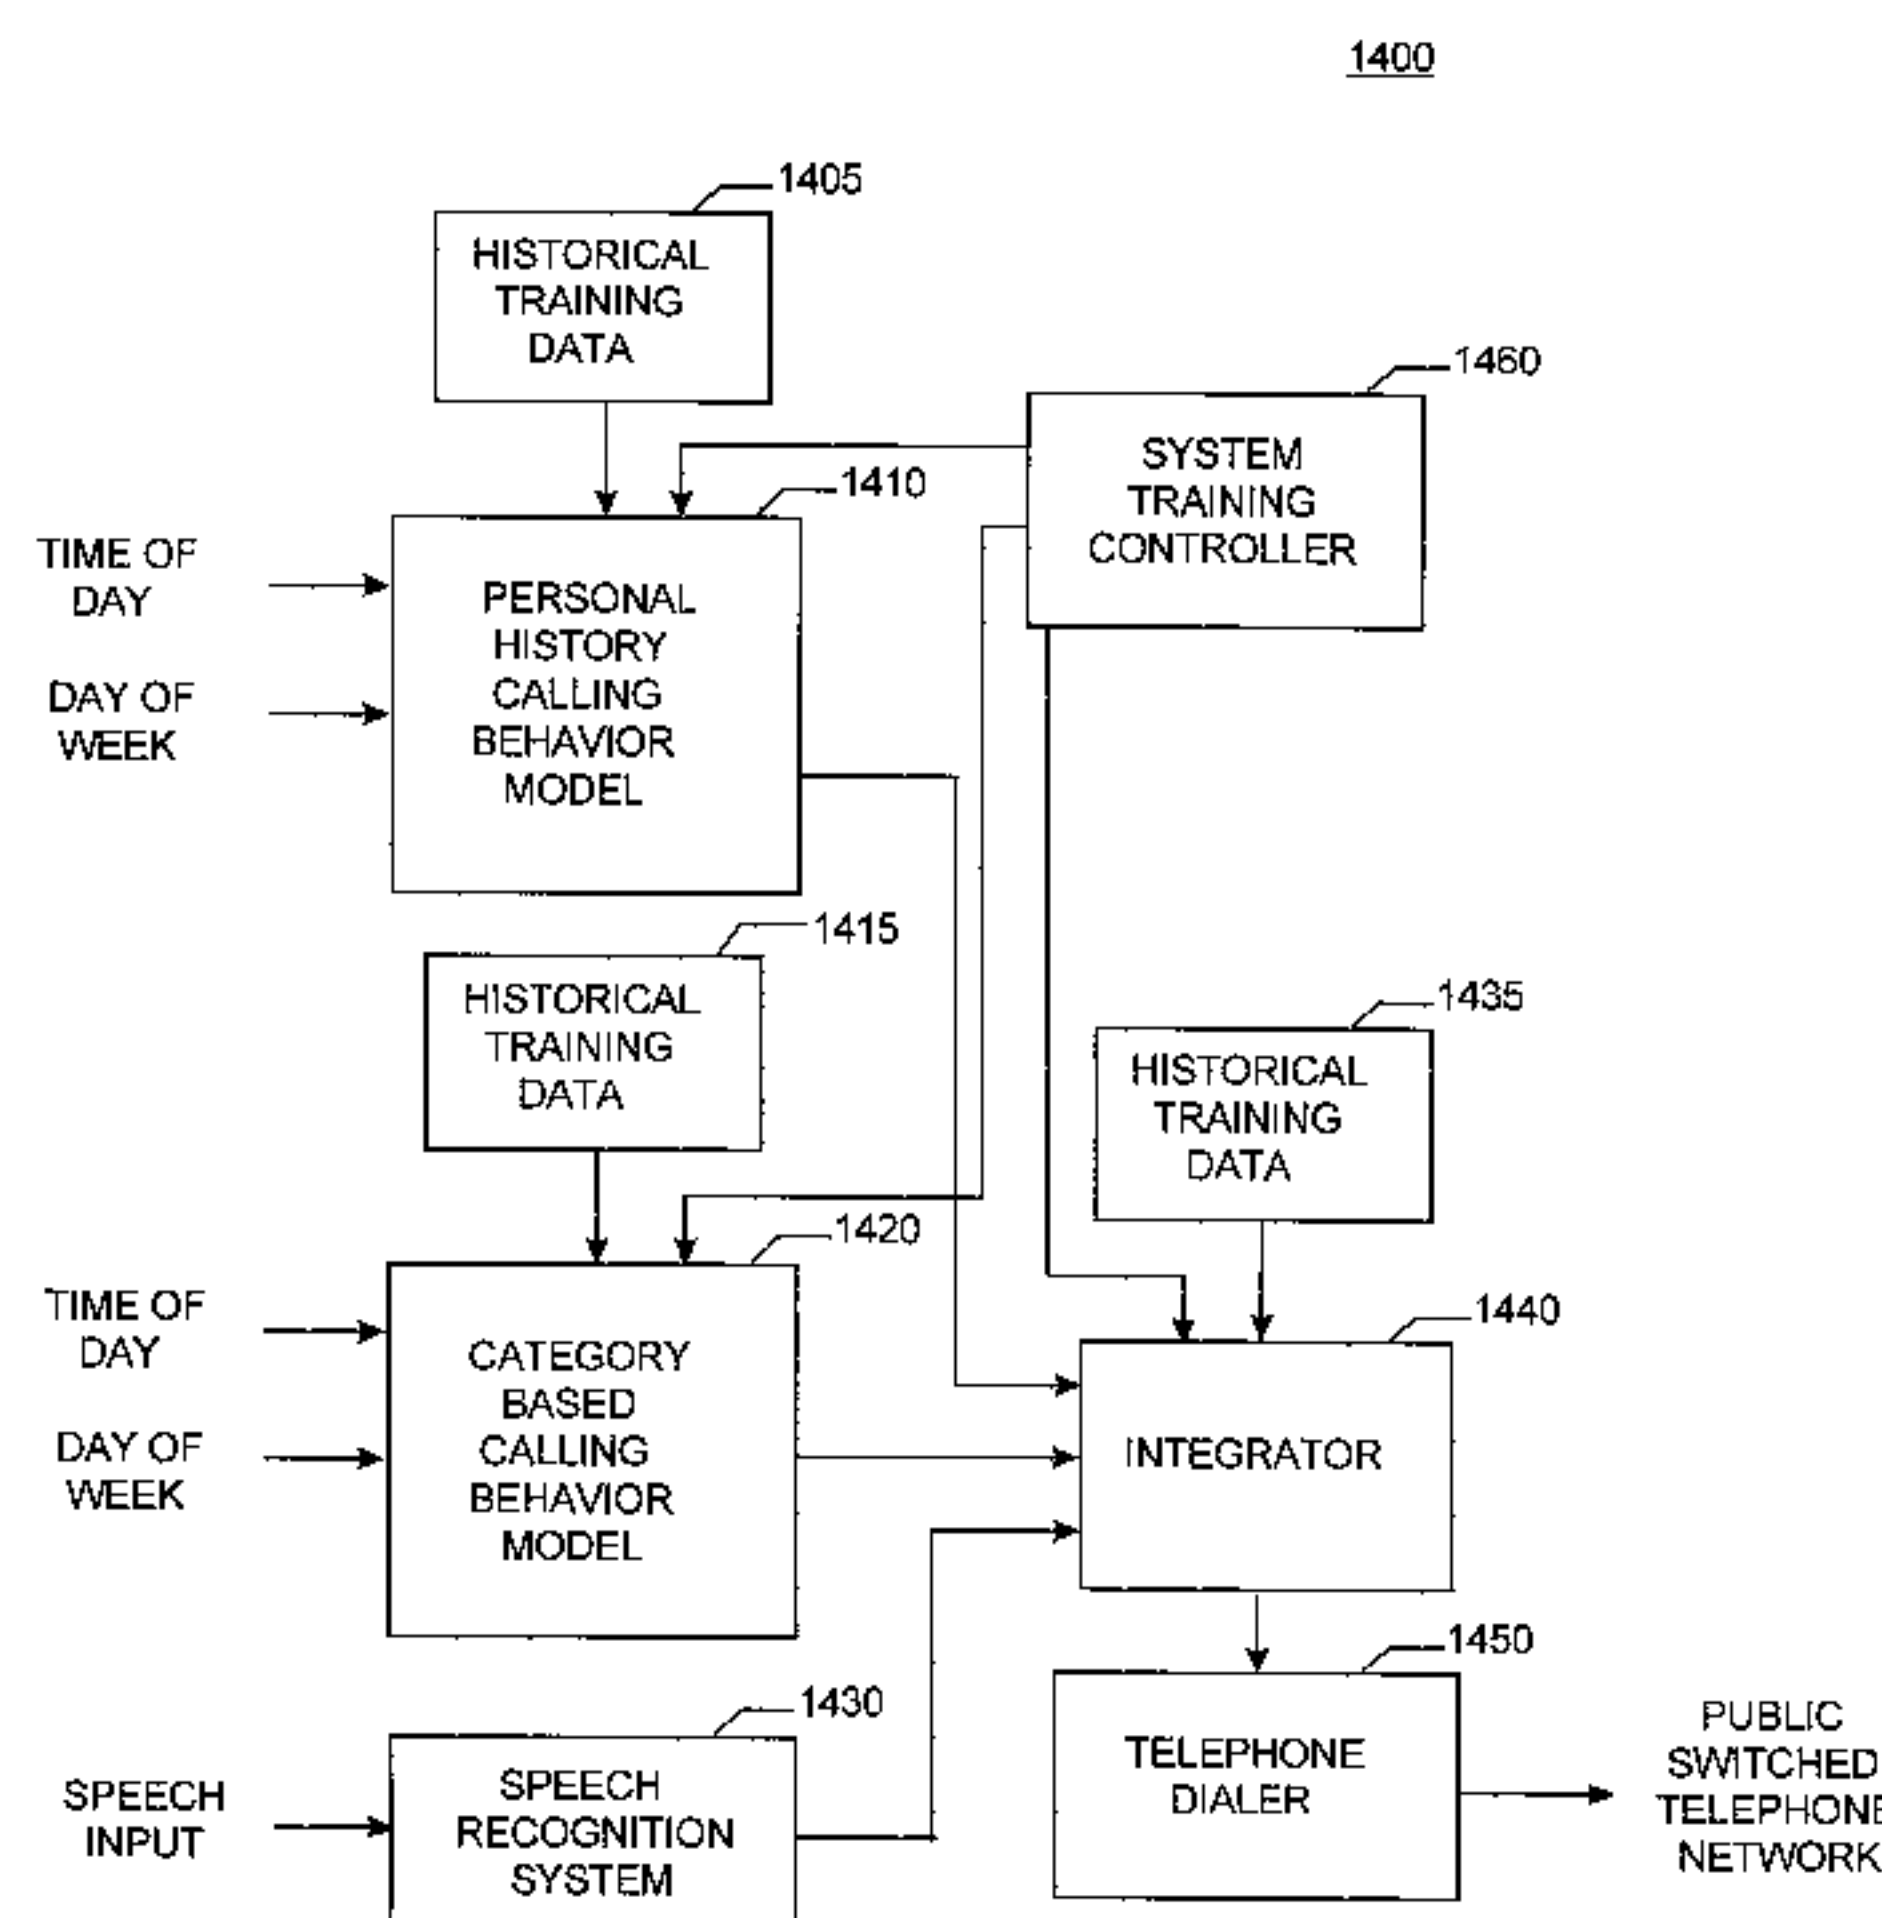 1400
1405
HISTORICAL
TRAINING
DATA
1460
SYSTEM
TRAINING
CONTROLLER
1410
TIME OF
DAY
DAY OF
WEEK
PERSONAL
HISTORY
CALLING
BEHAVIOR
MODEL
1415
HISTORICAL
TRAINING
DATA
1435
HISTORICAL
TRAINING
DATA
1420
TIME OF
DAY
DAY OF
WEEK
CATEGORY
BASED
CALLING
BEHAVIOR
MODEL
1440
INTEGRATOR
1450
TELEPHONE
DIALER
PUBLIC
SWITCHED
TELEPHONE
NETWORK
1430
SPEECH
INPUT
SPEECH
RECOGNITION
SYSTEM